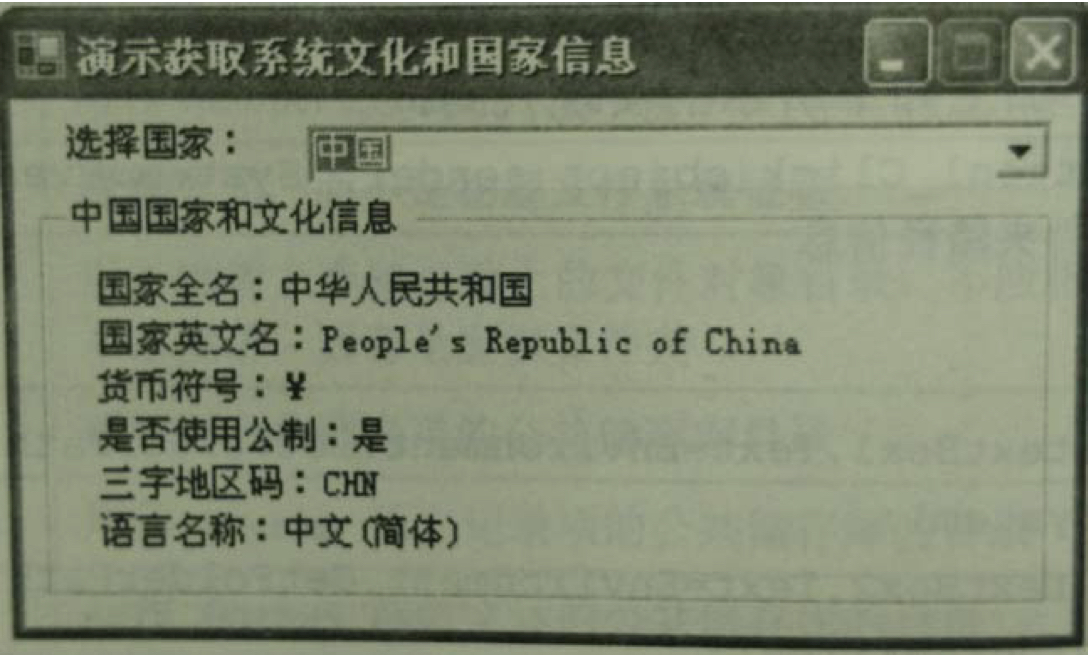 演示获取系统文化和国家信息
选择国家：
中国
中国国家和文化信息
国家全名：中华人民共和国
国家英文名：People's Republic of China
货币符号：¥
是否使用公制：是
三字地区码：CHN
语言名称：中文(简体)